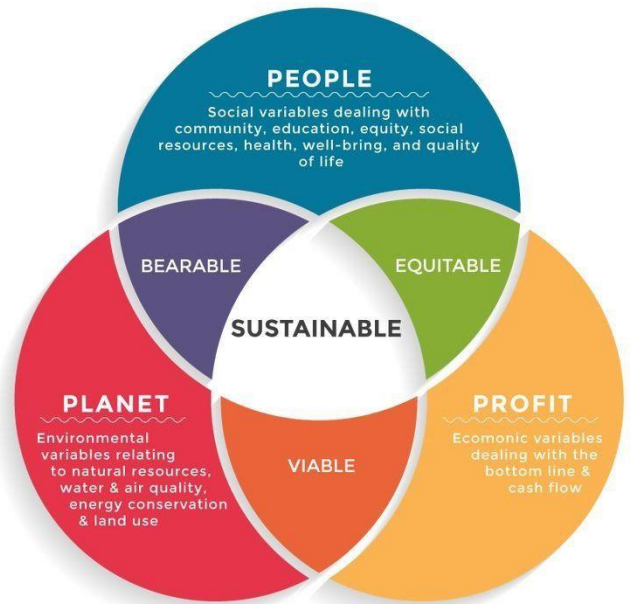 PEOPLE
Social variables dealing with
community, education, equity, social
resources, health, well-bring, and quality
of life
BEARABLE
EQUITABLE
SUSTAINABLE
PLANET
Environmental
variables relating
to natural resources,
water & air quality,
energy conservation
& land use
PROFIT
Ecomonic variables
dealing with the
bottom line &
cash flow
VIABLE